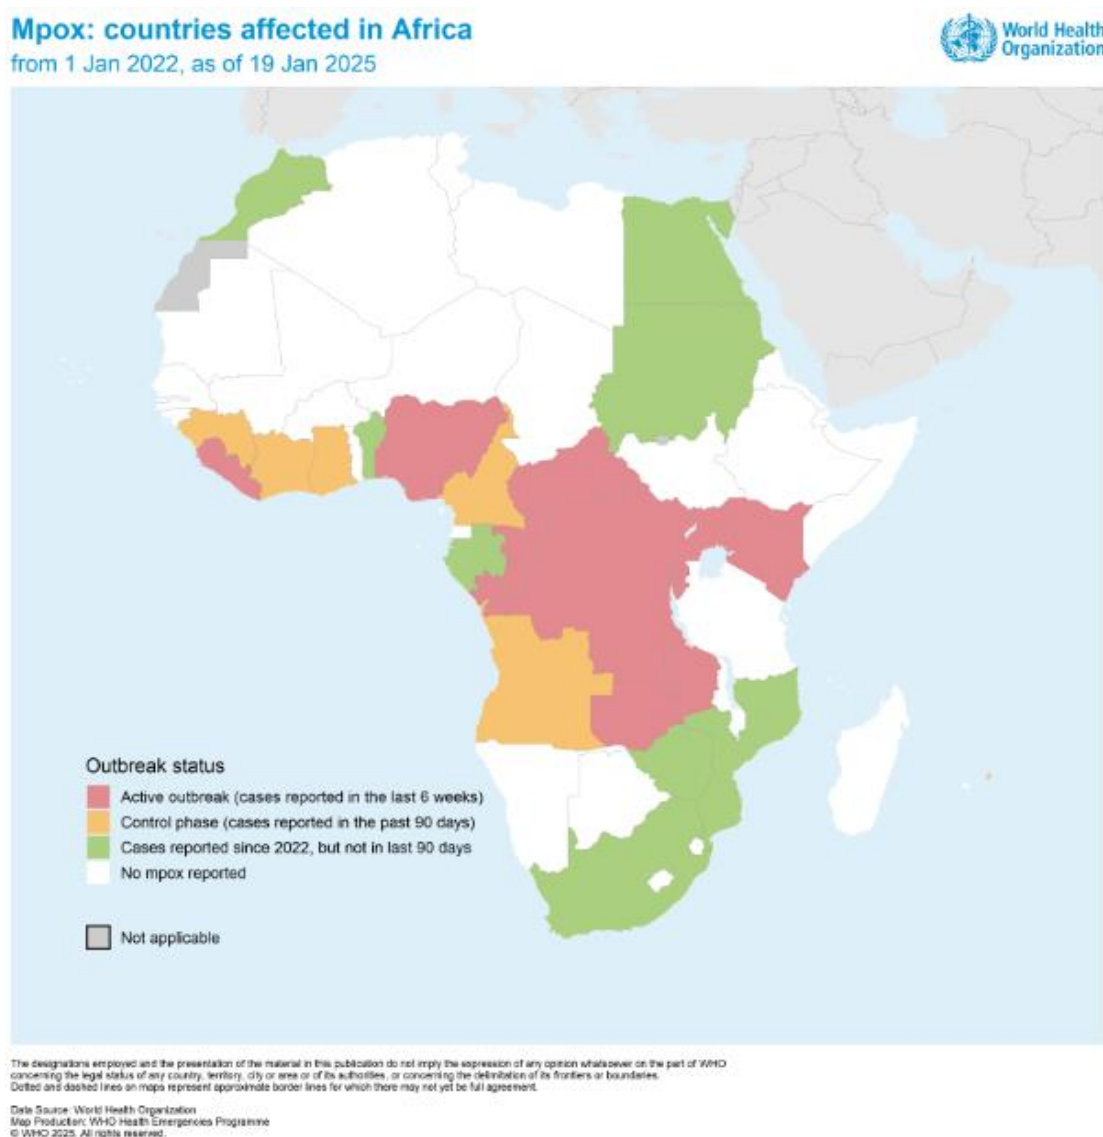 Mpox: countries affected in Africa
from 1 Jan 2022, as of 19 Jan 2025
World Health
Organization
Outbreak status
Active outbreak (cases reported in the last 6 weeks)
Control phase (cases reported in the past 90 days)
Cases reported since 2022, but not in last 90 days
No mpox reported
Not applicable
The designations employed and the presentation of the material in this publication do not imply the expression of any opinion whatsoever on the part of WHO
concerning the legal status of any country, territory, city or area or of its authorities, or concerning the delimitation of its frontiers or boundaries.
Dotted and dashed lines on maps represent approximate border lines for which there may not yet be full agreement.
Data Source: World Health Organization
Map Production: WHO Health Emergencies Programme
© WHO 2025. All rights reserved.